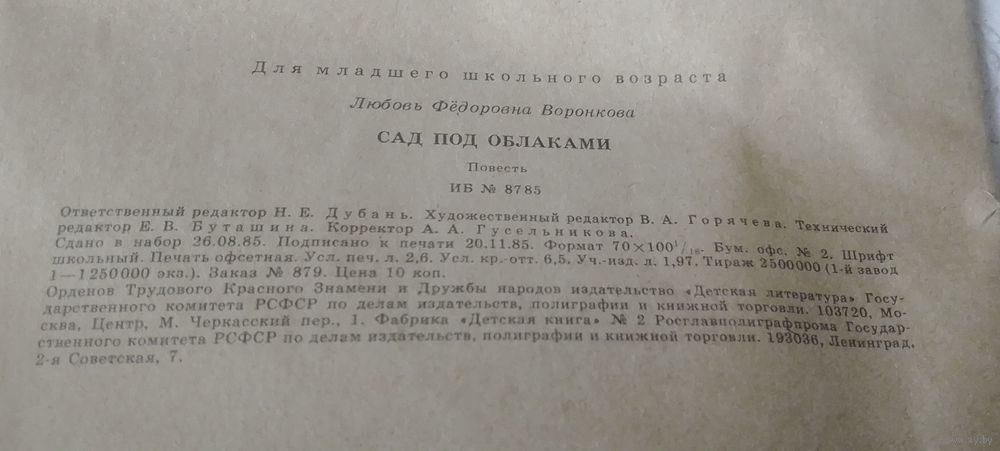 Для младшего школьного возраста
Любовь Фёдоровна Воронкова
САД ПОД ОБЛАКАМИ
Повесть
ИБ № 8785
Ответственный редактор Н. Е. Дубань. Художественный редактор В. А. Горячева. Технический
редактор Е. В. Буташина. Корректор А. А. Гусельникова.
Сдано в набор 26.08.85. Подписано к печати 20.11.85. Формат 70×100¹/₁₆. Бум. офс. № 2. Шрифт
школьный. Печать офсетная. Усл. печ. л. 2,6. Усл. кр.-отт. 6,5. Уч.-изд. л. 1,97. Тираж 2500000 (1-й завод
1—1250000 экз.). Заказ № 879. Цена 10 коп.
Орденов Трудового Красного Знамени и Дружбы народов издательство «Детская литература» Госу-
дарственного комитета РСФСР по делам издательств, полиграфии и книжной торговли. 103720, Мо-
сква, Центр, М. Черкасский пер., 1. Фабрика «Детская книга» № 2 Росглавполиграфпрома Государ-
ственного комитета РСФСР по делам издательств, полиграфии и книжной торговли. 193036, Ленинград,
2-я Советская, 7.